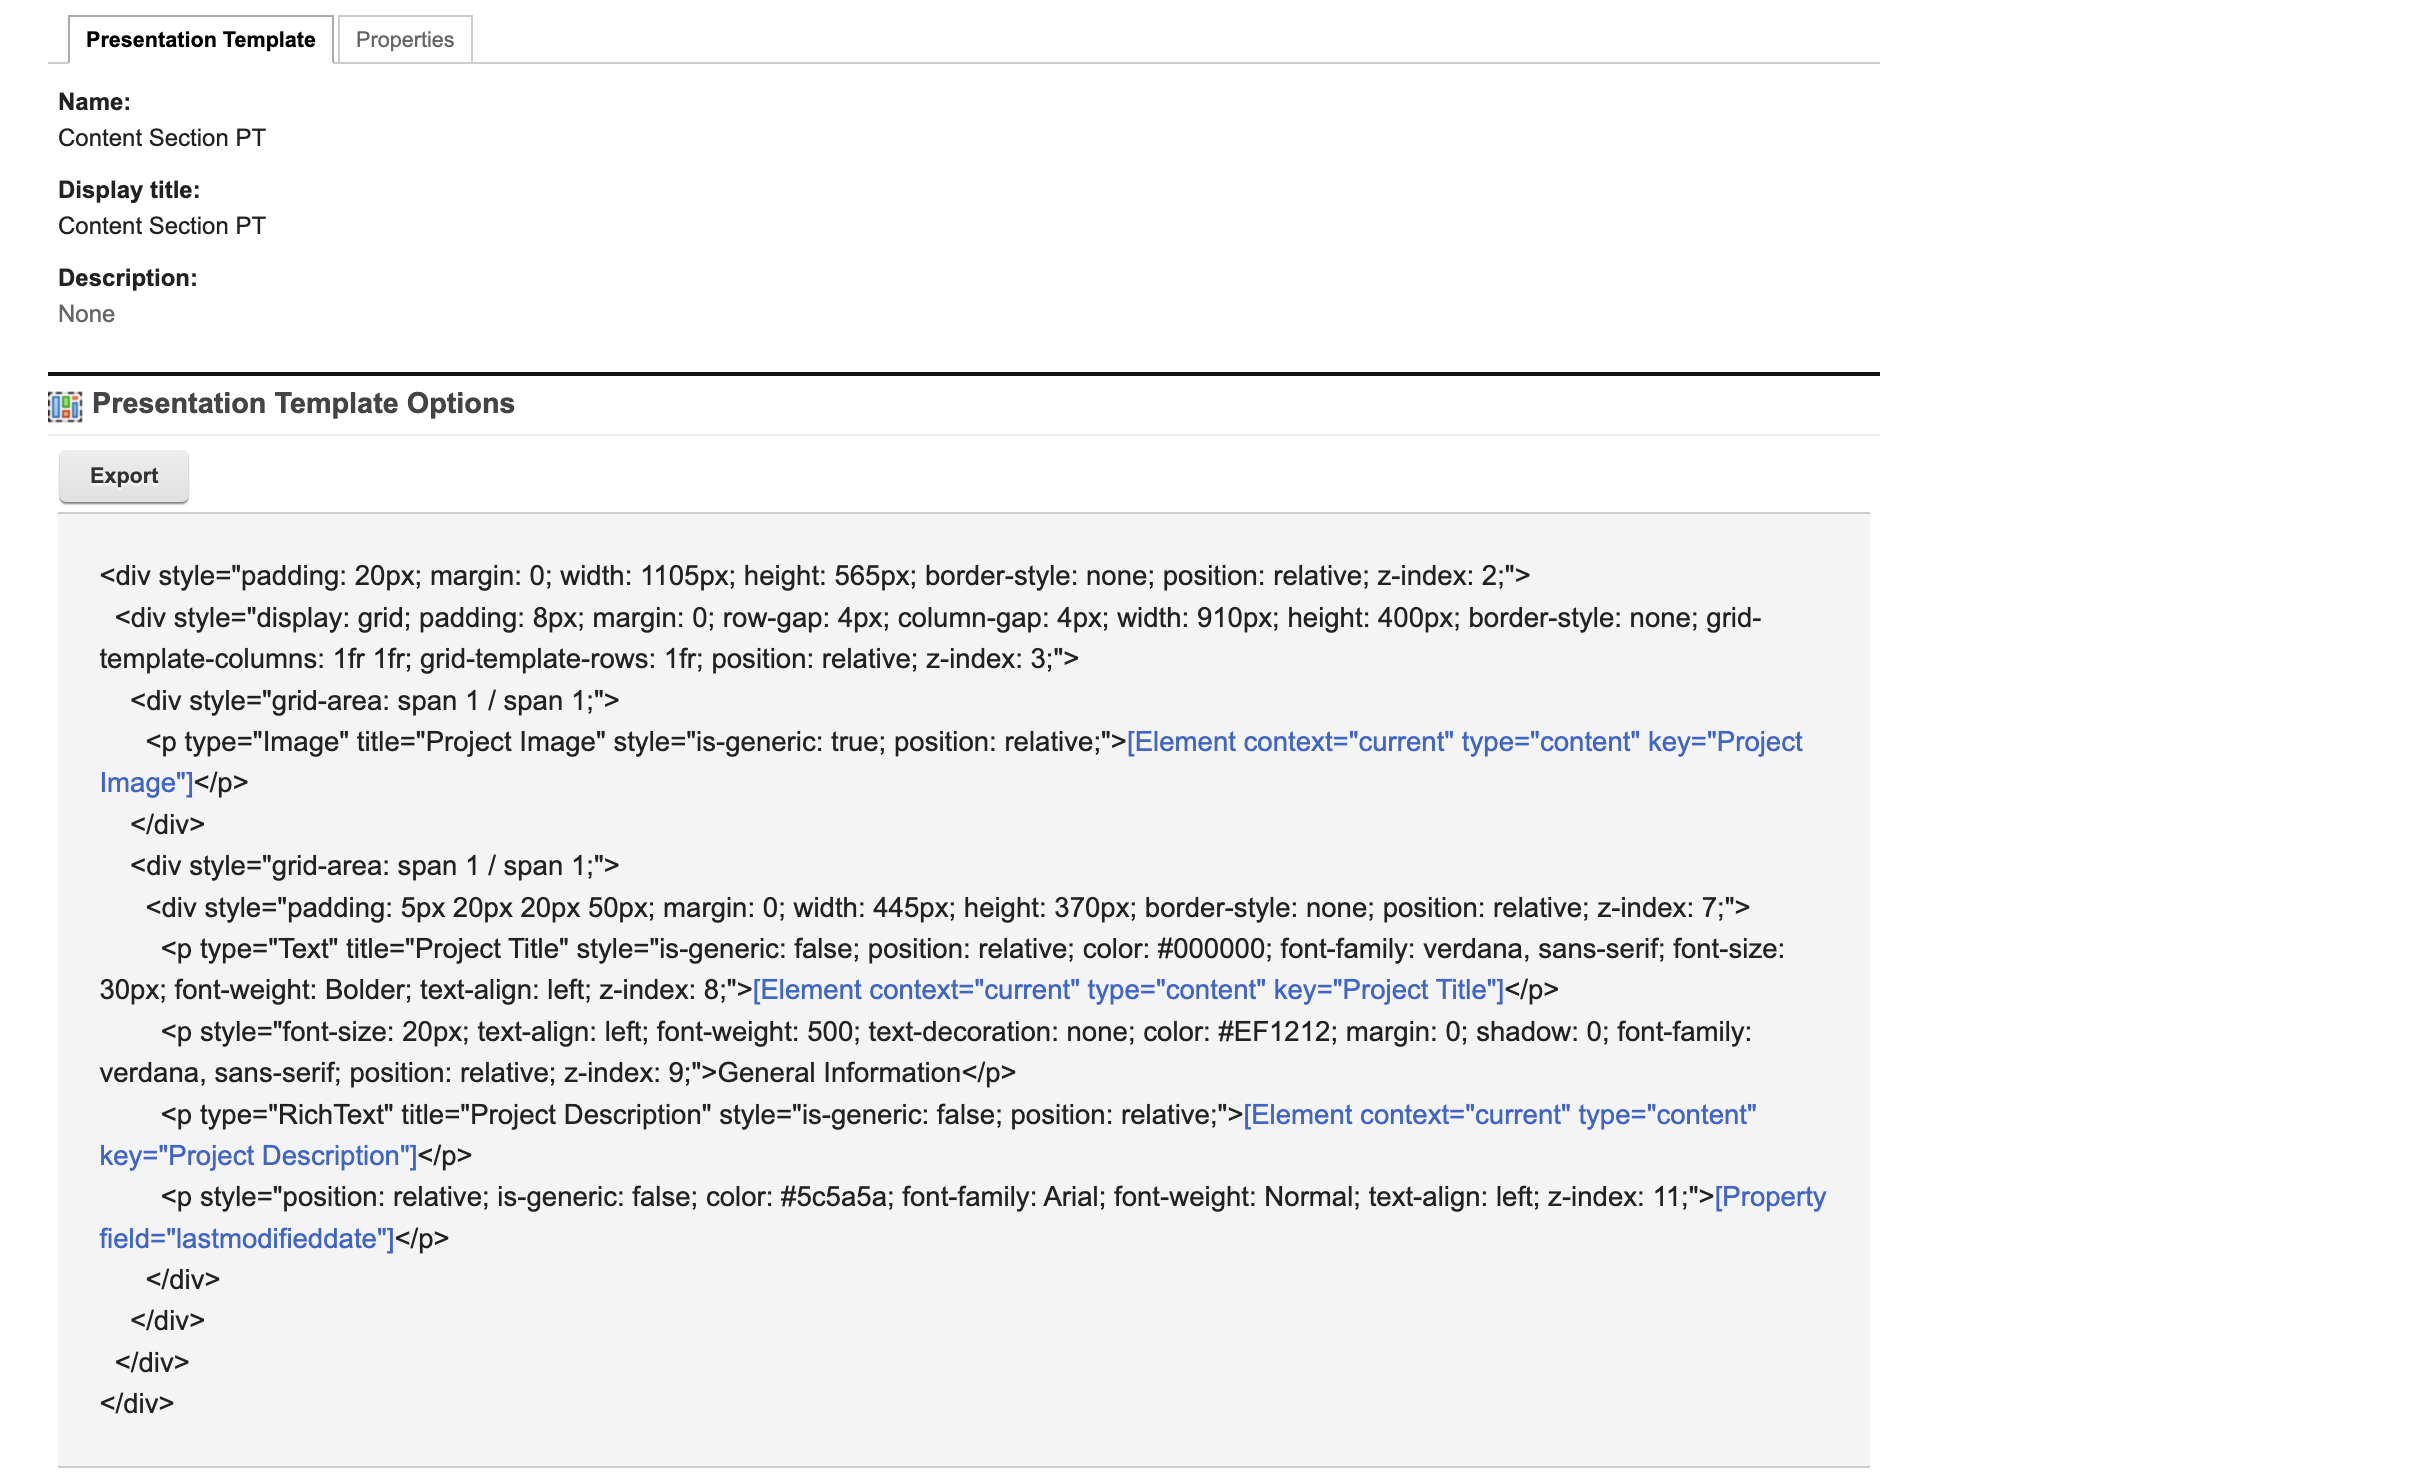 Presentation Template
Properties
Name:
Content Section PT
Display title:
Content Section PT
Description:
None
Presentation Template Options
Export
<div style="padding: 20px; margin: 0; width: 1105px; height: 565px; border-style: none; position: relative; z-index: 2;">
<div style="display: grid; padding: 8px; margin: 0; row-gap: 4px; column-gap: 4px; width: 910px; height: 400px; border-style: none; grid-
template-columns: 1fr 1fr; grid-template-rows: 1fr; position: relative; z-index: 3;">
<div style="grid-area: span 1 / span 1;">
<p type="Image" title="Project Image" style="is-generic: true; position: relative;">[Element context="current" type="content" key="Project
Image"]</p>
</div>
<div style="grid-area: span 1 / span 1;">
<div style="padding: 5px 20px 20px 50px; margin: 0; width: 445px; height: 370px; border-style: none; position: relative; z-index: 7;">
<p type="Text" title="Project Title" style="is-generic: false; position: relative; color: #000000; font-family: verdana, sans-serif; font-size:
30px; font-weight: Bolder; text-align: left; z-index: 8;">[Element context="current" type="content" key="Project Title"]</p>
<p style="font-size: 20px; text-align: left; font-weight: 500; text-decoration: none; color: #EF1212; margin: 0; shadow: 0; font-family:
verdana, sans-serif; position: relative; z-index: 9;">General Information</p>
<p type="RichText" title="Project Description" style="is-generic: false; position: relative;">[Element context="current" type="content"
key="Project Description"]</p>
<p style="position: relative; is-generic: false; color: #5c5a5a; font-family: Arial; font-weight: Normal; text-align: left; z-index: 11;">[Property
field="lastmodifieddate"]</p>
</div>
</div>
</div>
</div>